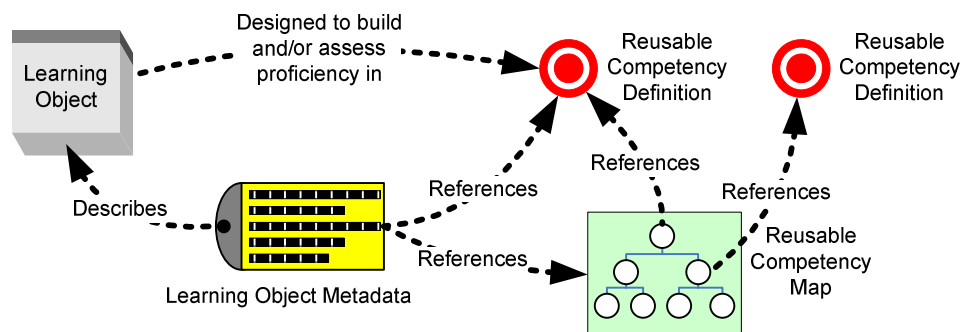 Designed to build
and/or assess
proficiency in
Learning
Object
Reusable
Competency
Definition
Reusable
Competency
Definition
References
References
References
Describes
References
Learning Object Metadata
Reusable
Competency
Map